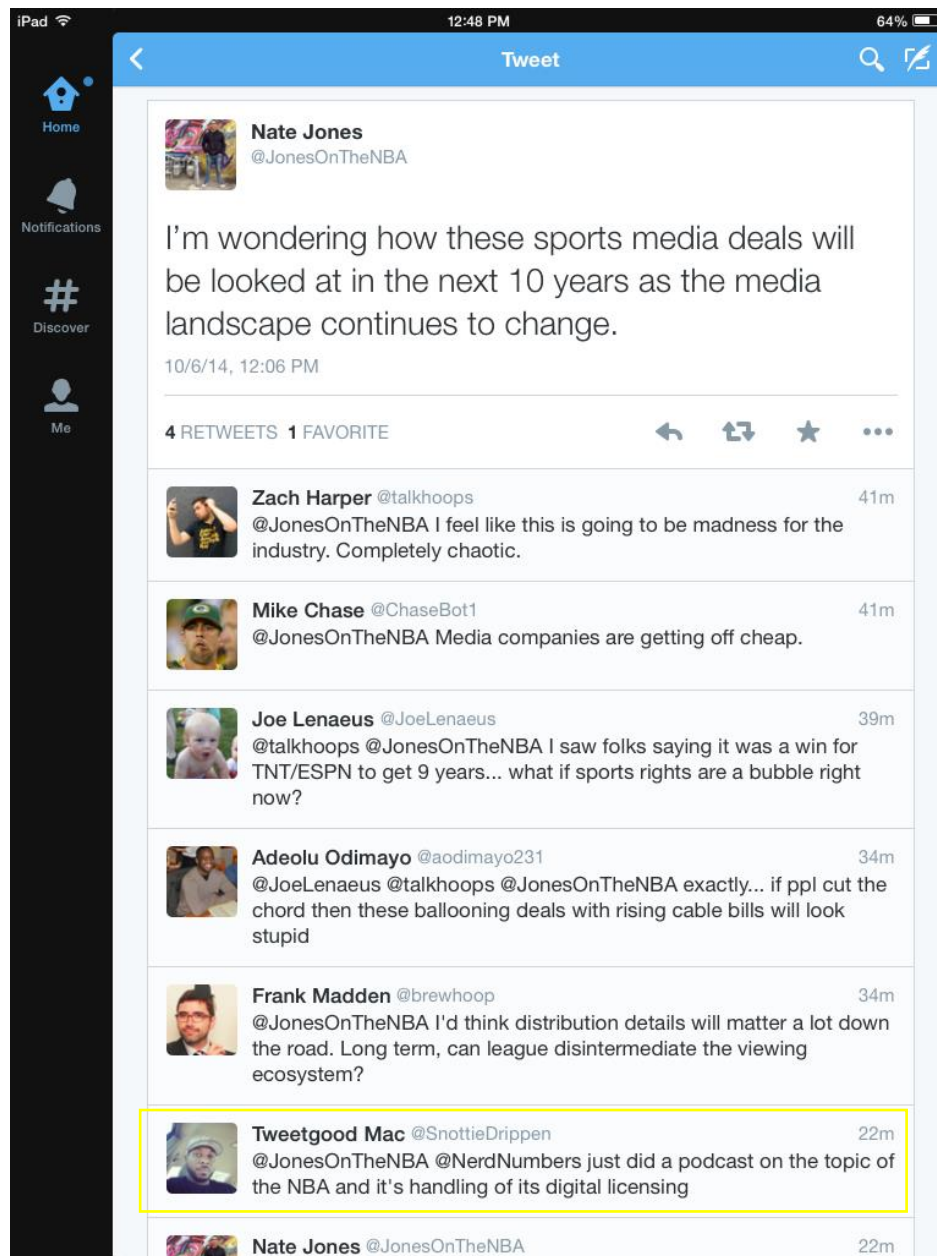 iPad 12:48 PM 64%
Tweet
Home
Notifications
Discover
Me
Nate Jones
@JonesOnTheNBA
I'm wondering how these sports media deals will
be looked at in the next 10 years as the media
landscape continues to change.
10/6/14, 12:06 PM
4 RETWEETS 1 FAVORITE
Zach Harper @talkhoops 41m
@JonesOnTheNBA I feel like this is going to be madness for the
industry. Completely chaotic.
Mike Chase @ChaseBot1 41m
@JonesOnTheNBA Media companies are getting off cheap.
Joe Lenaeus @JoeLenaeus 39m
@talkhoops @JonesOnTheNBA I saw folks saying it was a win for
TNT/ESPN to get 9 years... what if sports rights are a bubble right
now?
Adeolu Odimayo @aodimayo231 34m
@JoeLenaeus @talkhoops @JonesOnTheNBA exactly... if ppl cut the
chord then these ballooning deals with rising cable bills will look
stupid
Frank Madden @brewhoop 34m
@JonesOnTheNBA I'd think distribution details will matter a lot down
the road. Long term, can league disintermediate the viewing
ecosystem?
Tweetgood Mac @SnottieDrippen 22m
@JonesOnTheNBA @NerdNumbers just did a podcast on the topic of
the NBA and it's handling of its digital licensing
Nate Jones @JonesOnTheNBA 22m